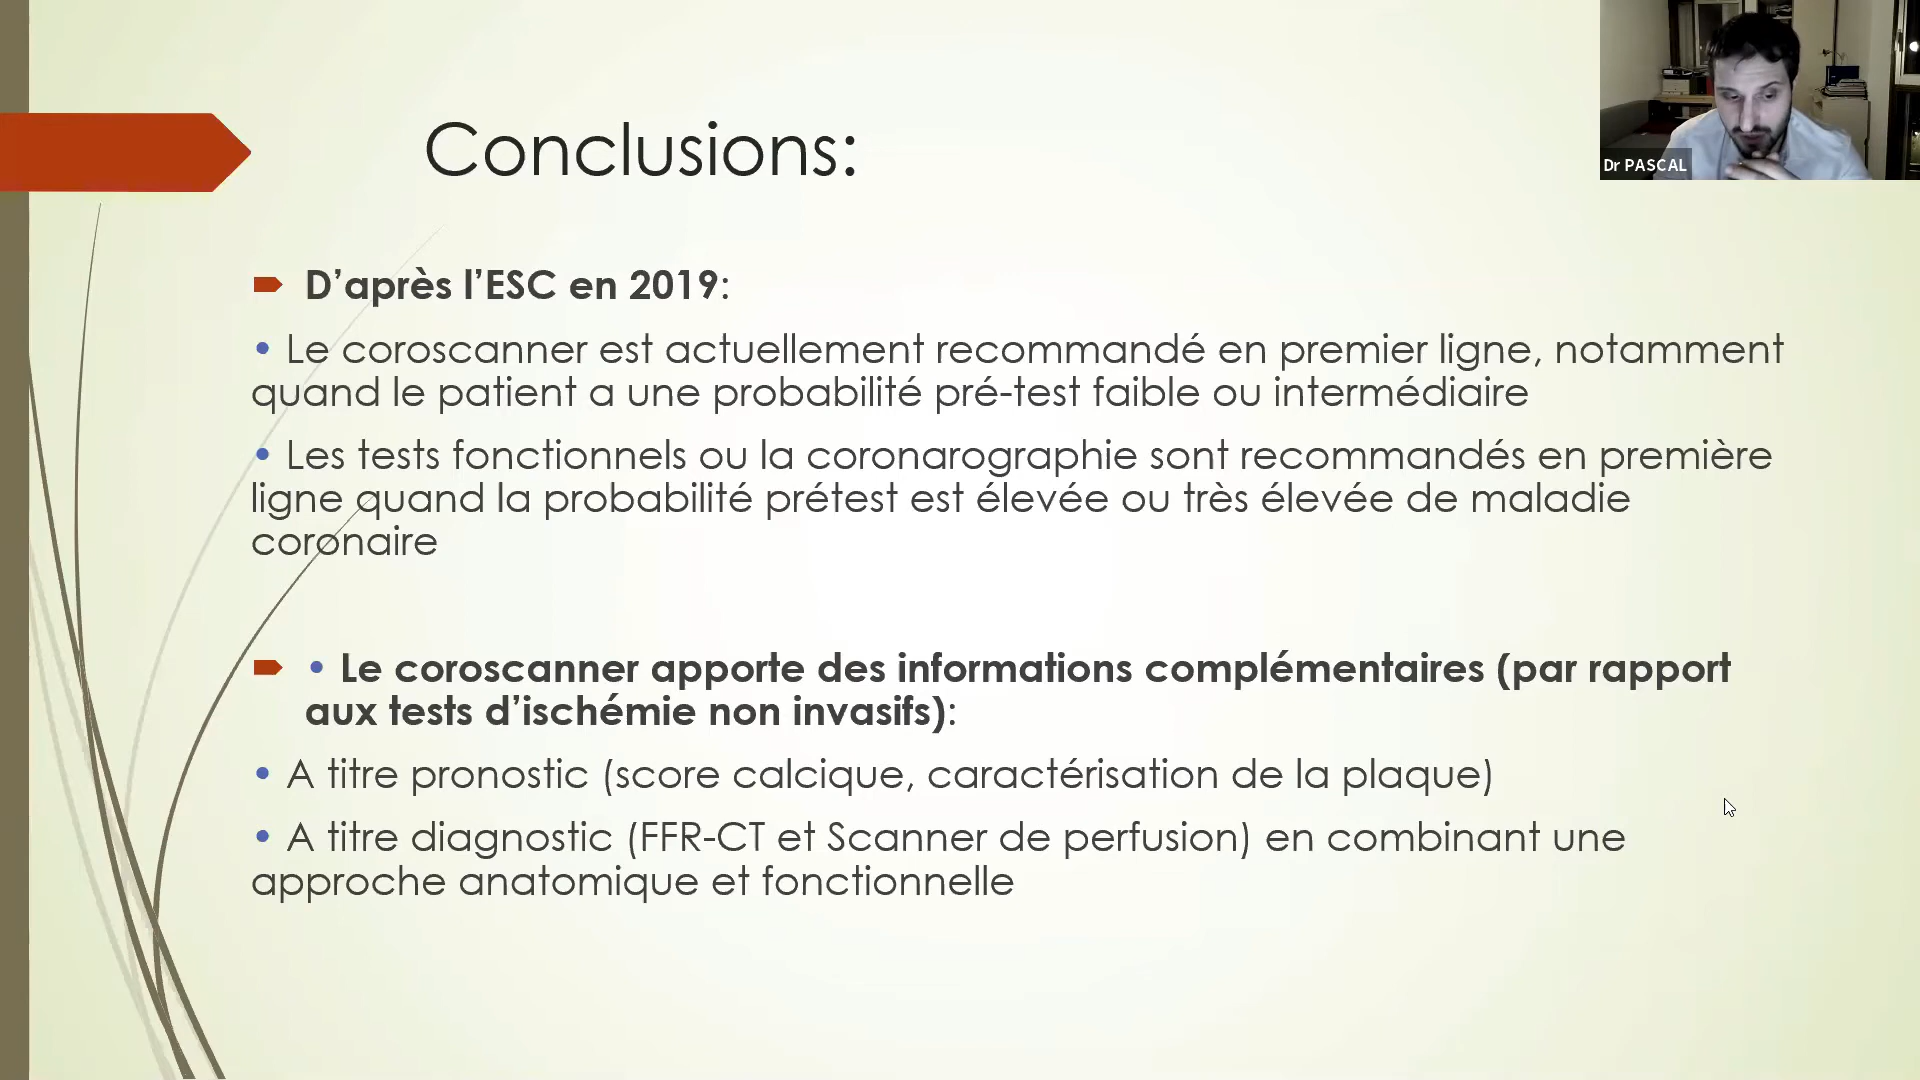 Conclusions:
Dr PASCAL
D’après l’ESC en 2019:
• Le coroscanner est actuellement recommandé en premier ligne, notamment
quand le patient a une probabilité pré-test faible ou intermédiaire
• Les tests fonctionnels ou la coronarographie sont recommandés en première
ligne quand la probabilité prétest est élevée ou très élevée de maladie
coronaire
• Le coroscanner apporte des informations complémentaires (par rapport
aux tests d’ischémie non invasifs):
• A titre pronostic (score calcique, caractérisation de la plaque)
• A titre diagnostic (FFR-CT et Scanner de perfusion) en combinant une
approche anatomique et fonctionnelle